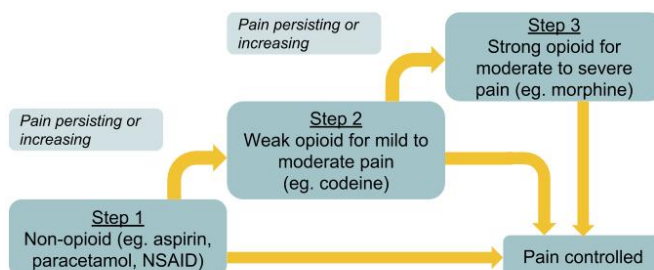 Pain persisting or
increasing
Step 3
Strong opioid for
moderate to severe
pain (eg. morphine)
Pain persisting or
increasing
Step 2
Weak opioid for mild to
moderate pain
(eg. codeine)
Step 1
Non-opioid (eg. aspirin,
paracetamol, NSAID)
Pain controlled